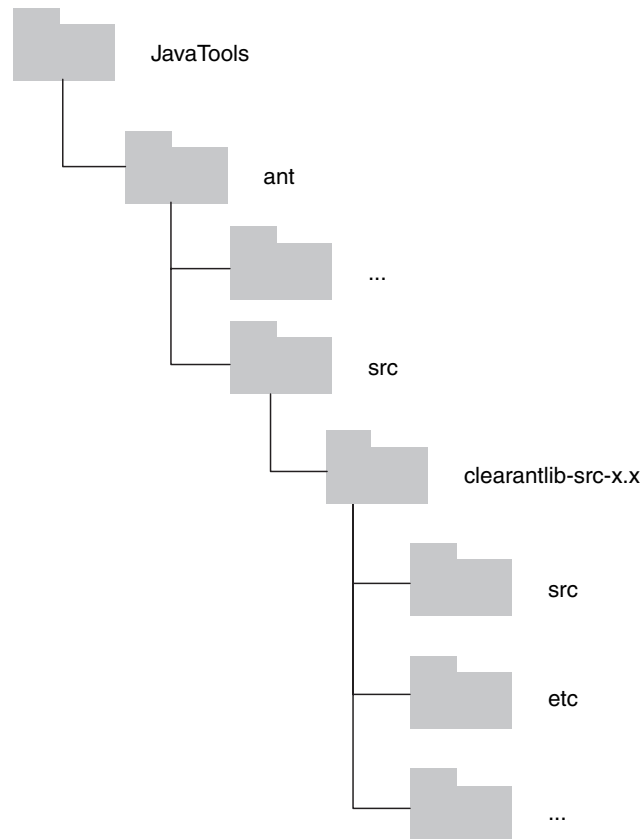 JavaTools
ant
...
src
clearantlib-src-x.x
src
etc
...